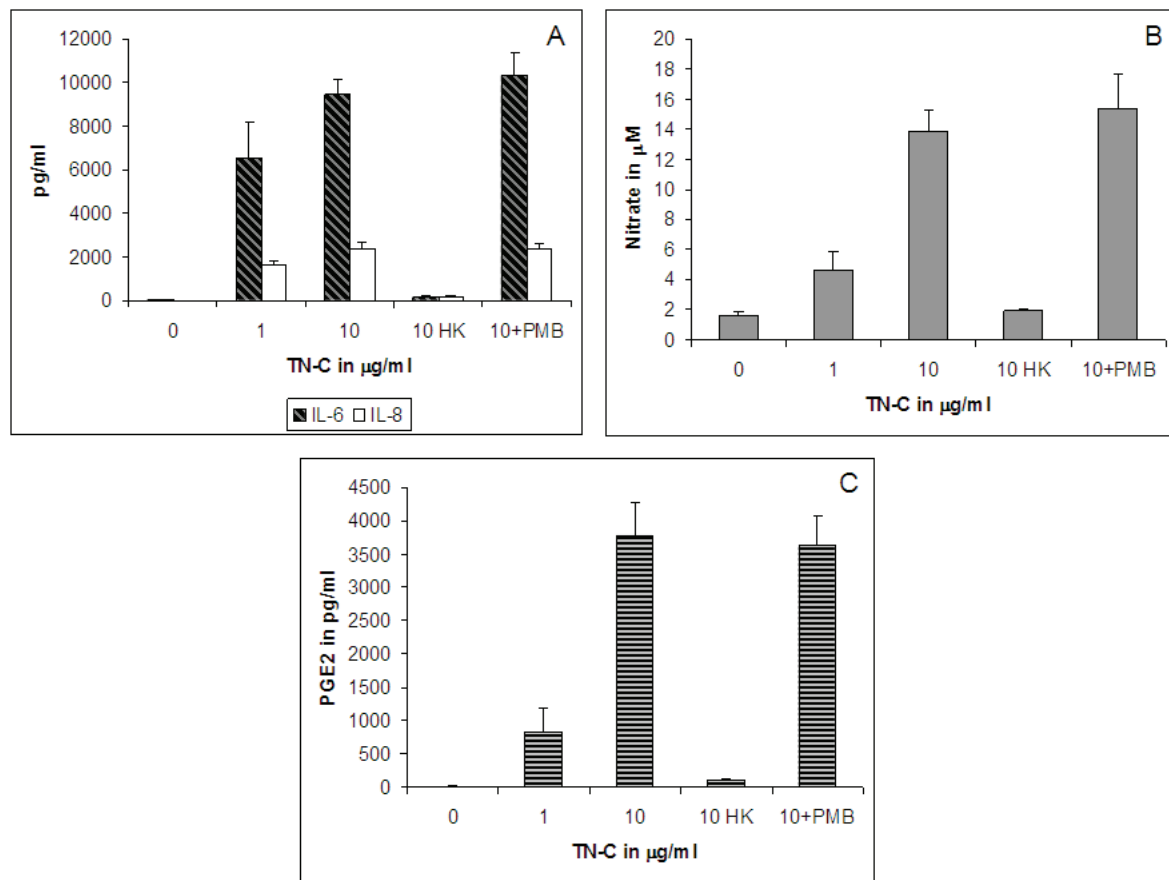 A
12000
10000
8000
6000
4000
2000
0
pg/ml
0 1 10 10 HK 10+PMB
TN-C in μg/ml
IL-6 IL-8
B
20
18
16
14
12
10
8
6
4
2
0
Nitrate in μM
0 1 10 10 HK 10+PMB
TN-C in μg/ml
C
4500
4000
3500
3000
2500
2000
1500
1000
500
0
PGE2 in pg/ml
0 1 10 10 HK 10+PMB
TN-C in μg/ml